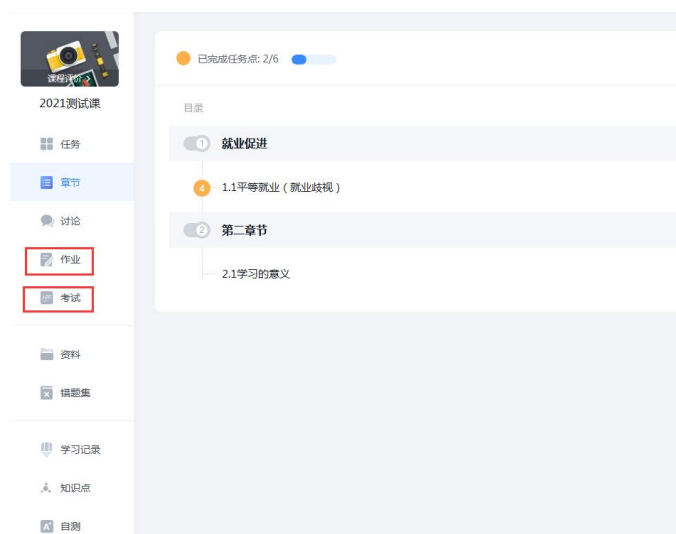 课程评价 >
2021测试课
任务
章节
讨论
作业
考试
资料
错题集
学习记录
知识点
自测
已完成任务点: 2/6
目录
1 就业促进
4 1.1平等就业（就业歧视）
2 第二章节
2.1学习的意义